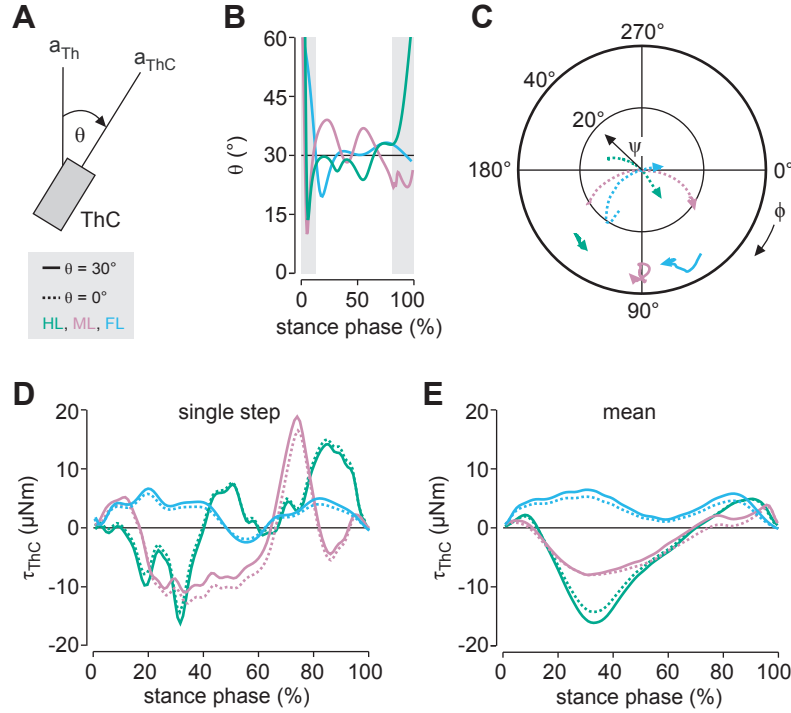 A
a_Th
a_ThC
θ
ThC
θ = 30°
θ = 0°
HL, ML, FL
B
60
45
30
15
0
θ (°)
0 50 100
stance phase (%)
C
270°
40°
20°
ψ
180°
0°
ϕ
90°
D
single step
20
10
0
-10
-20
τ_ThC (µNm)
0 20 40 60 80 100
stance phase (%)
E
mean
20
10
0
-10
-20
τ_ThC (µNm)
0 20 40 60 80 100
stance phase (%)